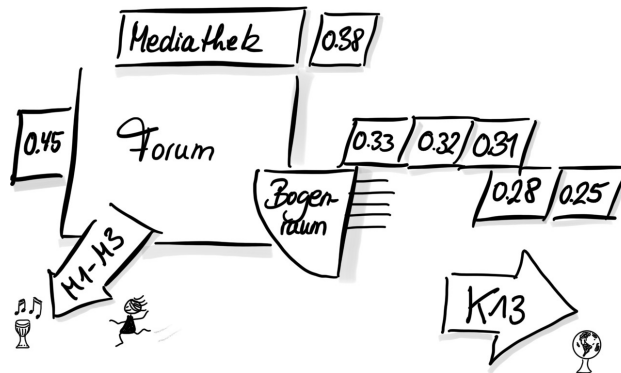 Mediathek
0.38
0.45
Forum
0.33
0.32
0.31
Bogen-
raum
0.28
0.25
M1-M3
K13